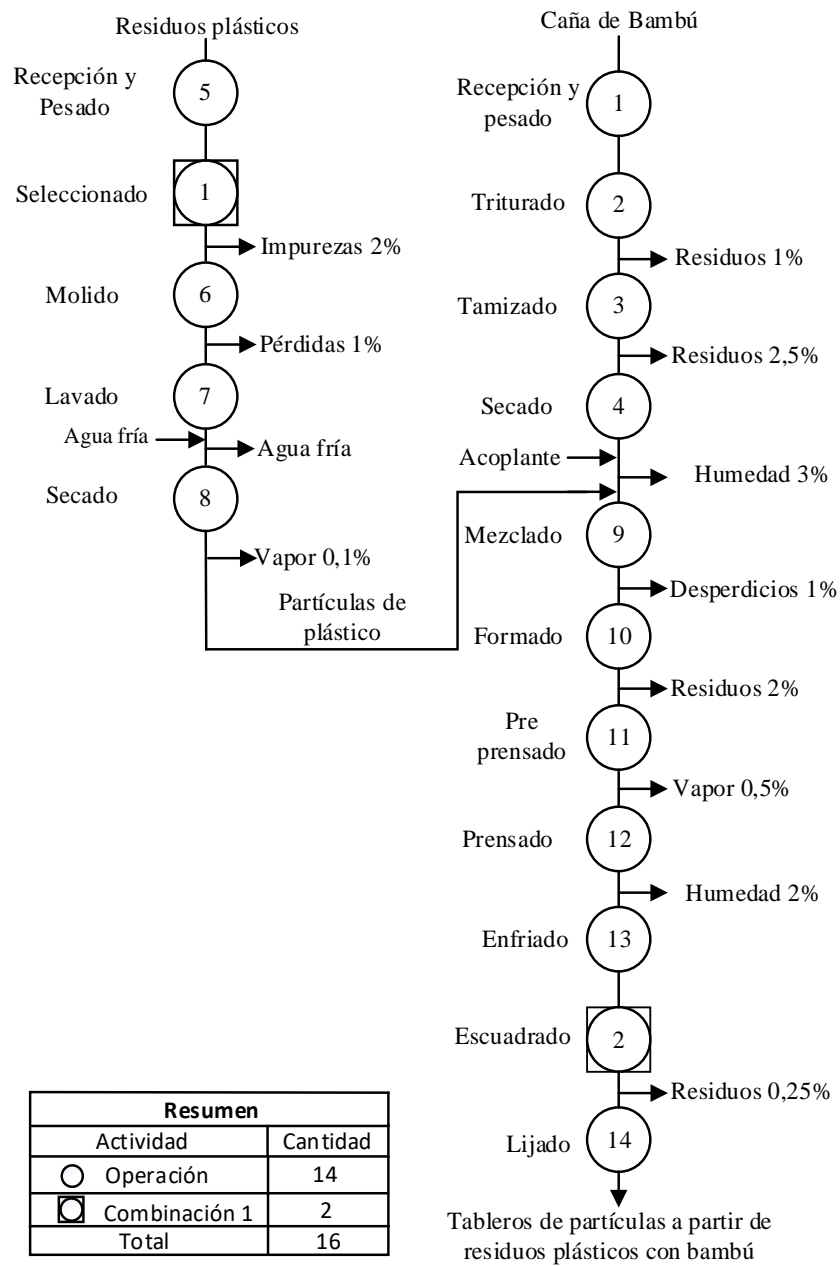 Residuos plásticos
Recepción y
Pesado
5
Seleccionado
1
Impurezas 2%
Molido
6
Pérdidas 1%
Lavado
7
Agua fría
Agua fría
Secado
8
Vapor 0,1%
Partículas de
plástico
Caña de Bambú
Recepción y
pesado
1
Triturado
2
Residuos 1%
Tamizado
3
Residuos 2,5%
Secado
4
Acoplante
Humedad 3%
Mezclado
9
Desperdicios 1%
Formado
10
Residuos 2%
Pre
prensado
11
Vapor 0,5%
Prensado
12
Humedad 2%
Enfriado
13
Escuadrado
2
Residuos 0,25%
Lijado
14
Tableros de partículas a partir de
residuos plásticos con bambú
Resumen
Actividad Cantidad
Operación 14
Combinación 1 2
Total 16